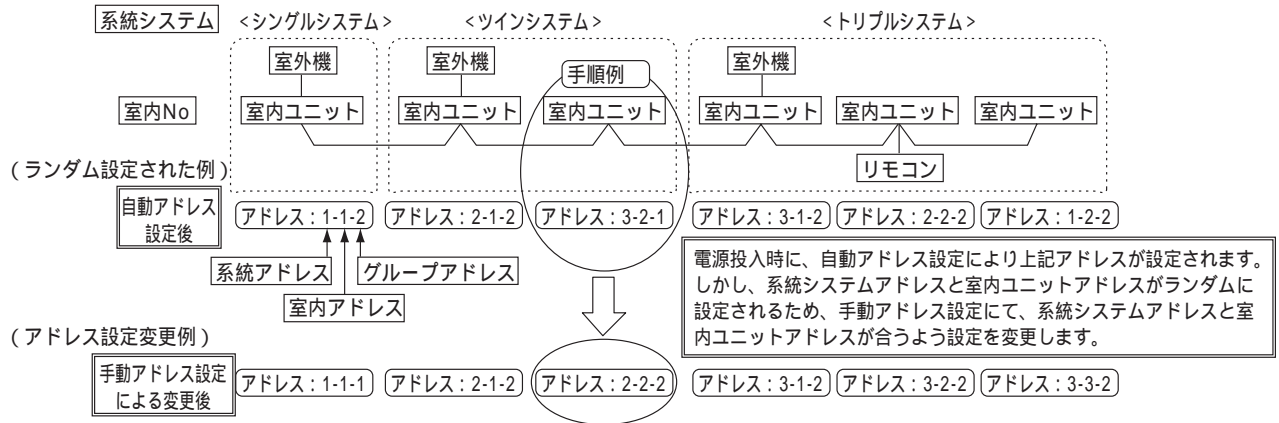 系統システム <シングルシステム> <ツインシステム> <トリプルシステム>
室外機 室外機 手順例 室外機
室内No 室内ユニット 室内ユニット 室内ユニット 室内ユニット 室内ユニット 室内ユニット
リモコン
(ランダム設定された例)
自動アドレス
設定後
アドレス:1-1-2 アドレス:2-1-2 アドレス:3-2-1 アドレス:3-1-2 アドレス:2-2-2 アドレス:1-2-2
系統アドレス グループアドレス
室内アドレス
電源投入時に、自動アドレス設定により上記アドレスが設定されます。
しかし、系統システムアドレスと室内ユニットアドレスがランダムに
設定されるため、手動アドレス設定にて、系統システムアドレスと室
内ユニットアドレスが合うよう設定を変更します。
(アドレス設定変更例)
手動アドレス設定
による変更後
アドレス:1-1-1 アドレス:2-1-2 アドレス:2-2-2 アドレス:3-1-2 アドレス:3-2-2 アドレス:3-3-2